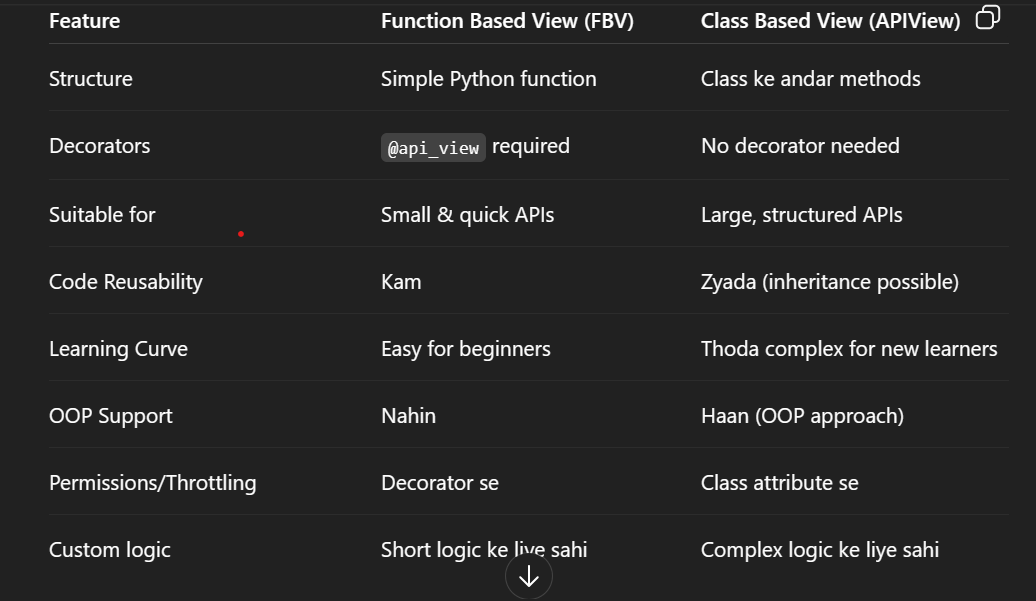 Feature Function Based View (FBV) Class Based View (APIView)
Structure Simple Python function Class ke andar methods
Decorators @api_view required No decorator needed
Suitable for Small & quick APIs Large, structured APIs
Code Reusability Kam Zyada (inheritance possible)
Learning Curve Easy for beginners Thoda complex for new learners
OOP Support Nahin Haan (OOP approach)
Permissions/Throttling Decorator se Class attribute se
Custom logic Short logic ke liye sahi Complex logic ke liye sahi